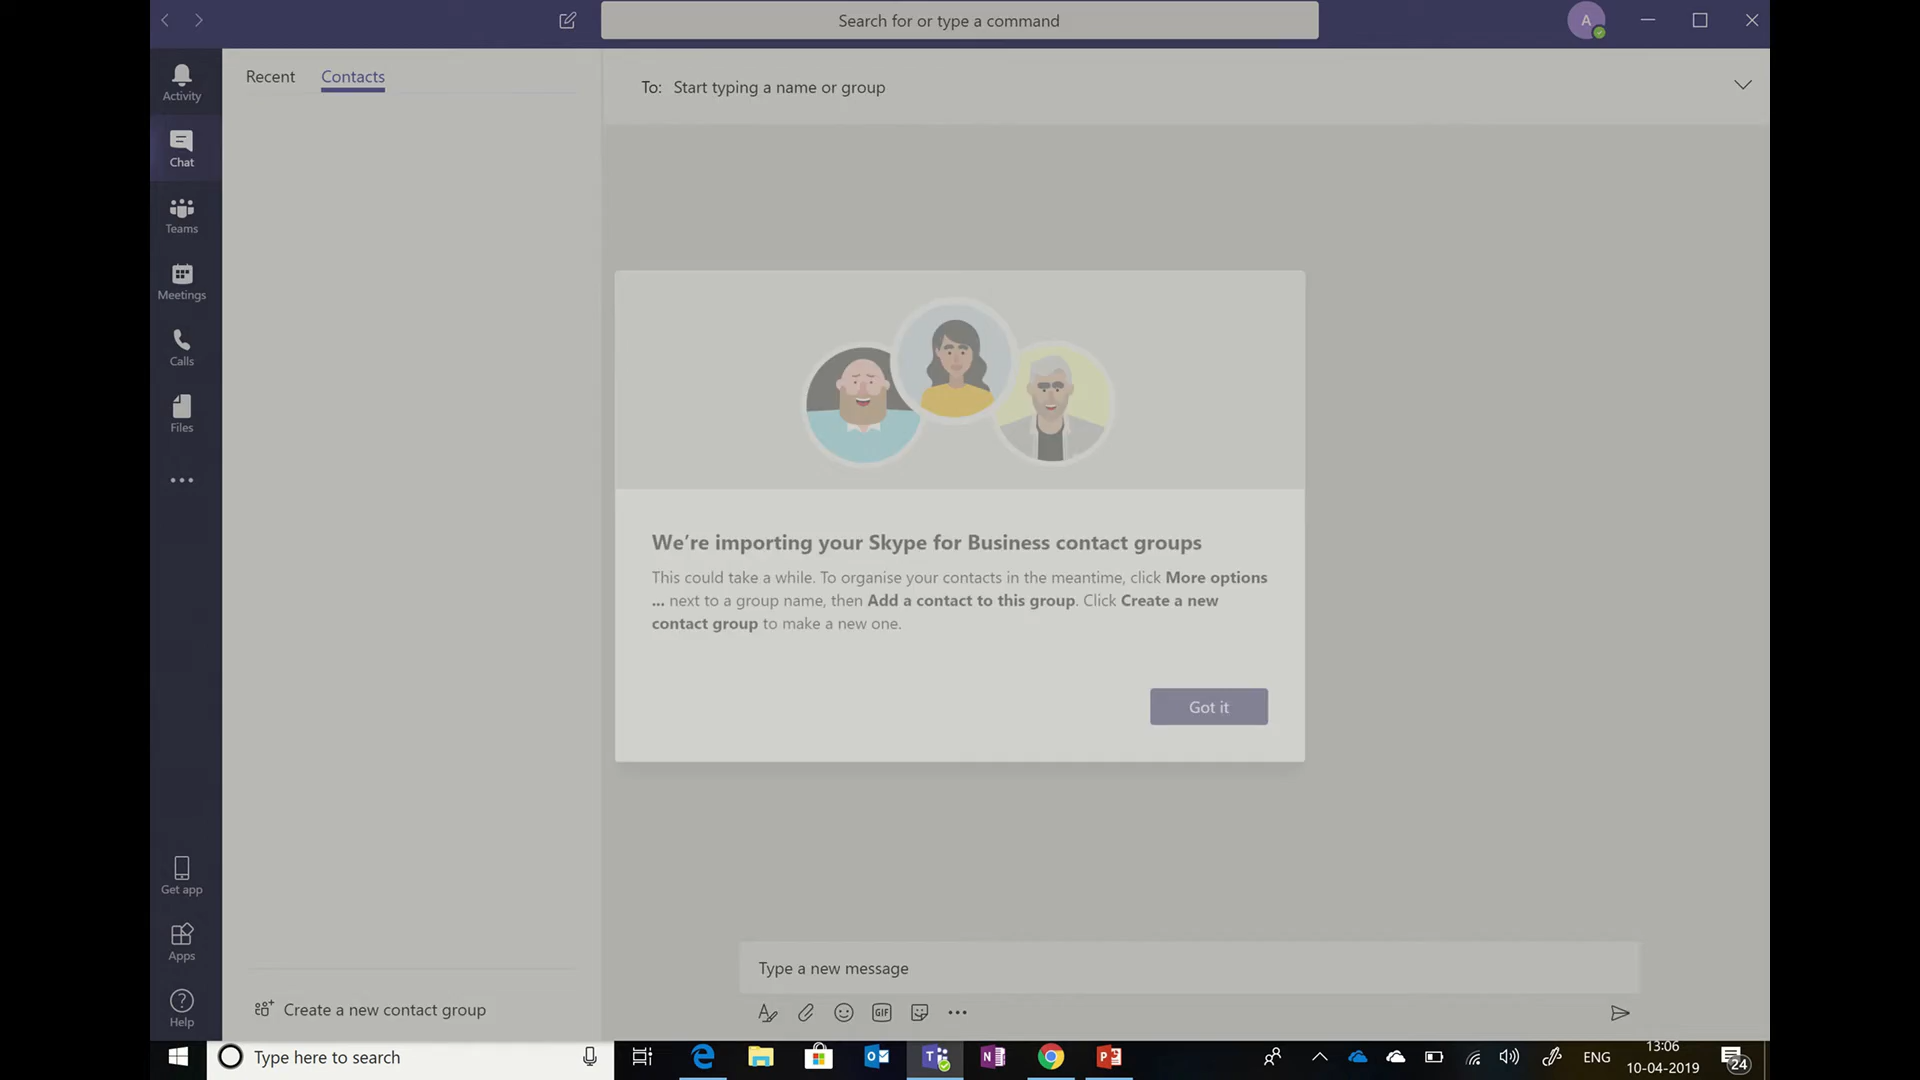 Search for or type a command
A
Activity
Chat
Teams
Meetings
Calls
Files
Get app
Apps
Help
Recent Contacts
To: Start typing a name or group
We're importing your Skype for Business contact groups
This could take a while. To organise your contacts in the meantime, click More options
... next to a group name, then Add a contact to this group. Click Create a new
contact group to make a new one.
Got it
Type a new message
GIF
Create a new contact group
Type here to search
ENG
13:06
10-04-2019
24